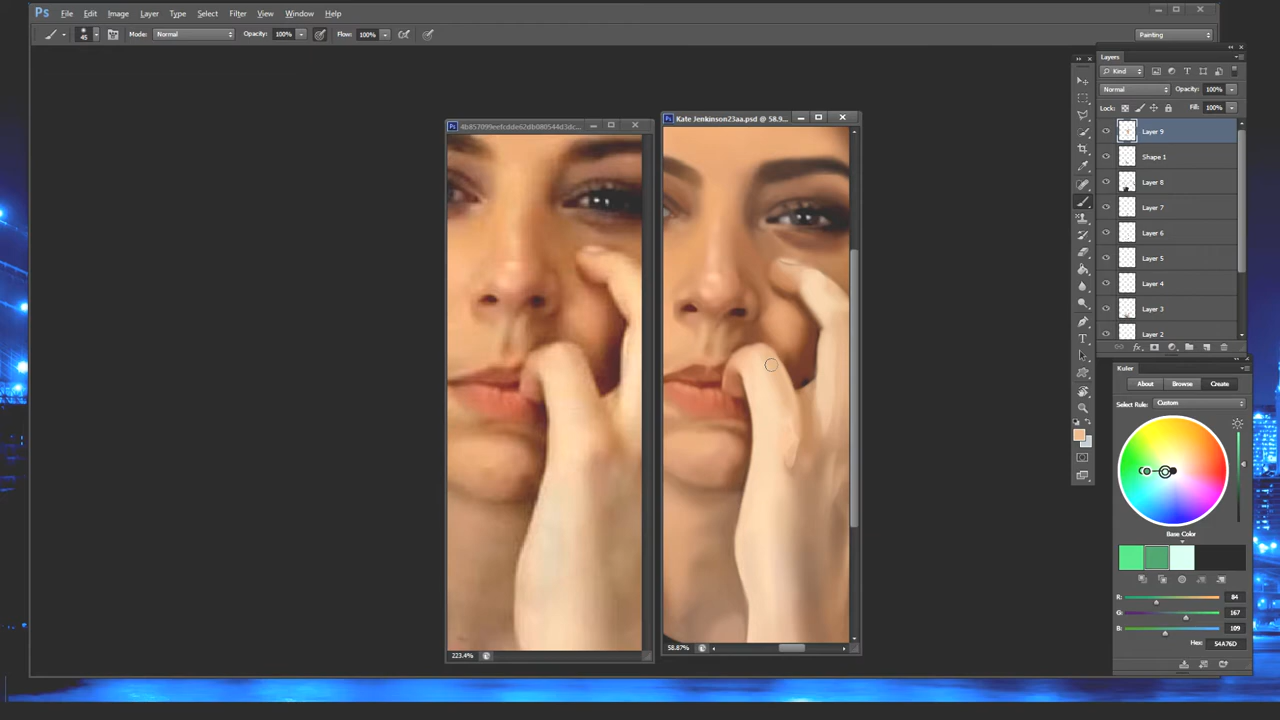 Ps File Edit Image Layer Type Select Filter View Window Help
45 Mode: Normal Opacity: 100% Flow: 100% Painting
Ps Kate Jenkinson23aa.psd @ 58.9...
223.4%
58.87%
Layers
Kind
Normal Opacity: 100%
Lock: Fill: 100%
Layer 9
Shape 1
Layer 8
Layer 7
Layer 6
Layer 5
Layer 4
Layer 3
Layer 2
fx
Kuler
About Browse Create
Select Rule: Custom
Base Color
R: 84
G: 167
B: 109
Hex: 54A76D